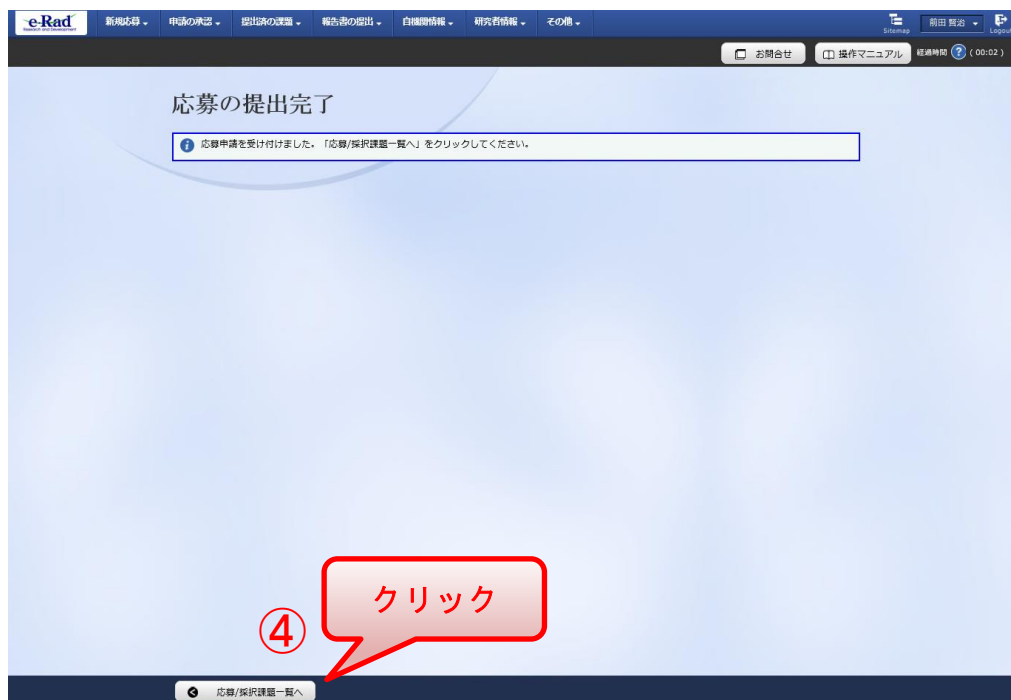 e-Rad
Research and Development
新規応募
申請の承認
提出済の課題
報告書の提出
自機関情報
研究者情報
その他
Sitemap
前田 賢治
Logout
お問合せ
操作マニュアル
経過時間 ? ( 00:02 )
応募の提出完了
応募申請を受け付けました。「応募/採択課題一覧へ」をクリックしてください。
クリック
④
応募/採択課題一覧へ